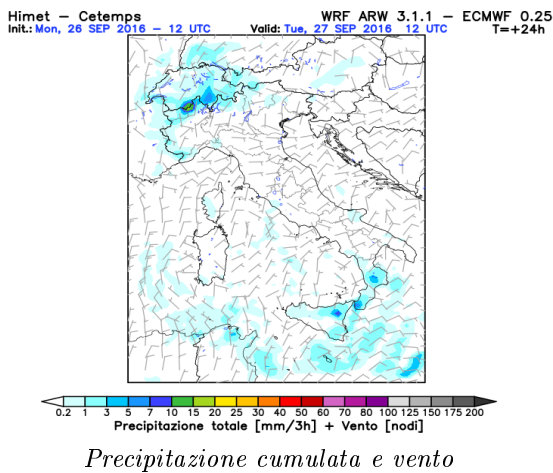 Himet – Cetemps WRF ARW 3.1.1 – ECMWF 0.25
Init.: Mon, 26 SEP 2016 – 12 UTC Valid: Tue, 27 SEP 2016 12 UTC T=+24h
0.2 1 3 5 7 10 15 20 25 30 40 50 60 70 80 100 125 150 175 200
Precipitazione totale [mm/3h] + Vento [nodi]
Precipitazione cumulata e vento